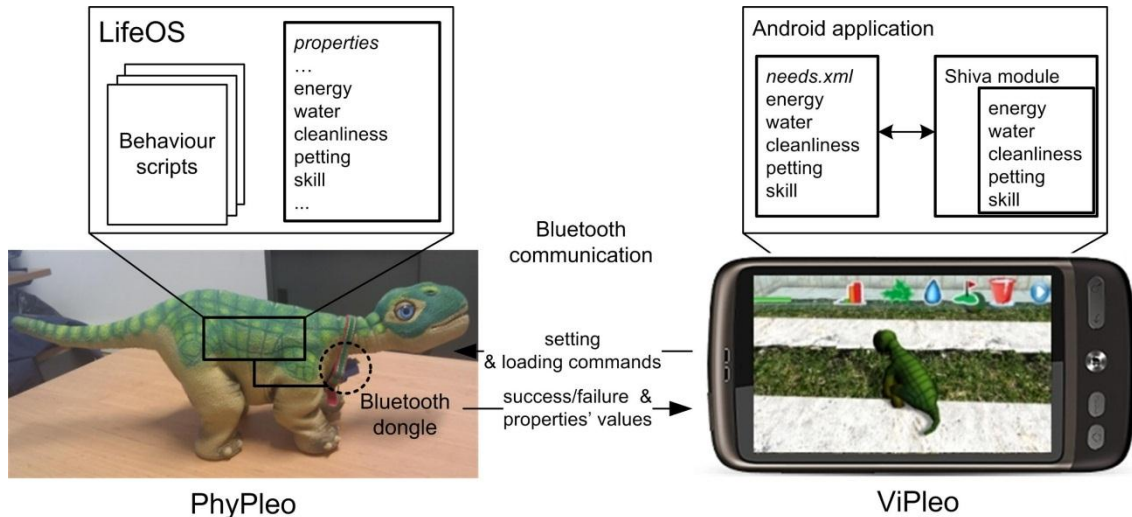 LifeOS
Behaviour
scripts
properties
…
energy
water
cleanliness
petting
skill
...
Android application
needs.xml
energy
water
cleanliness
petting
skill
Shiva module
energy
water
cleanliness
petting
skill
Bluetooth
communication
setting
& loading commands
success/failure &
properties' values
Bluetooth
dongle
PhyPleo
ViPleo